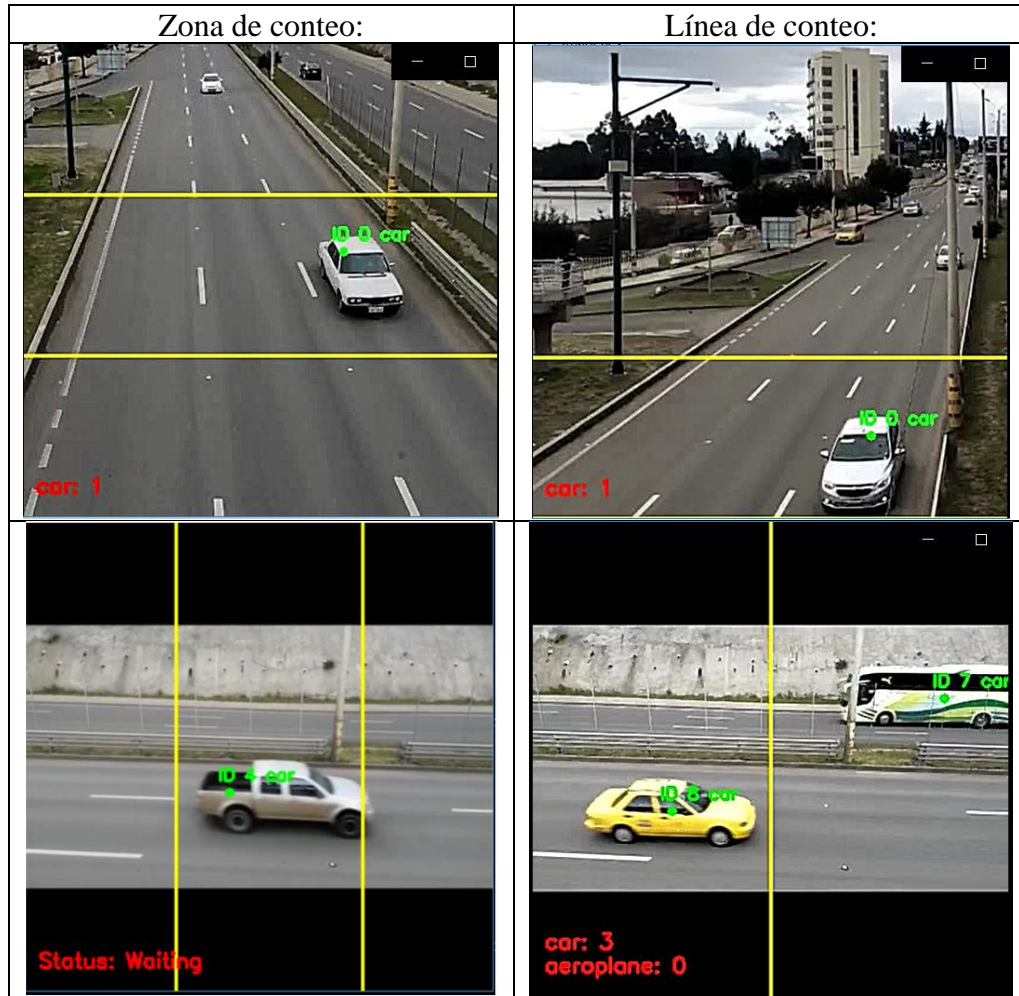 Zona de conteo:
Línea de conteo:
ID 0 car
car: 1
ID 0 car
car: 1
ID 4 car
Status: Waiting
ID 7 car
ID 8 car
car: 3
aeroplane: 0